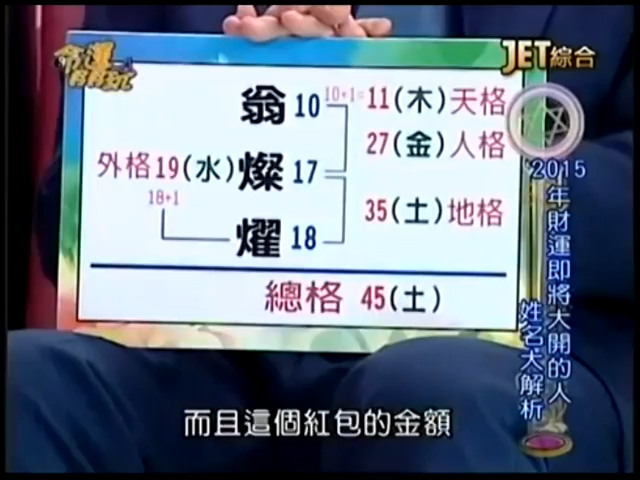 命運好好玩
JET綜合
翁 10
10+1=11(木)天格
27(金)人格
外格19(水)
18+1
燦 17
35(土)地格
燿 18
總格 45(土)
2015年財運即將大開的人
姓名大解析
而且這個紅包的金額